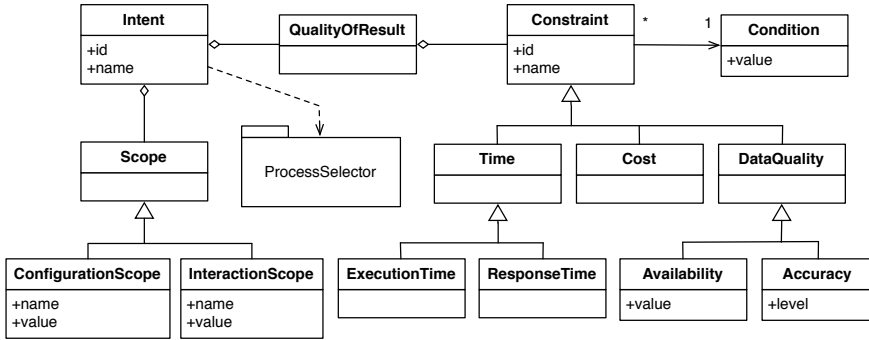 Intent
+id
+name
QualityOfResult
Constraint
+id
+name
* 1
Condition
+value
Scope
ProcessSelector
Time
Cost
DataQuality
ConfigurationScope
+name
+value
InteractionScope
+name
+value
ExecutionTime
ResponseTime
Availability
+value
Accuracy
+level